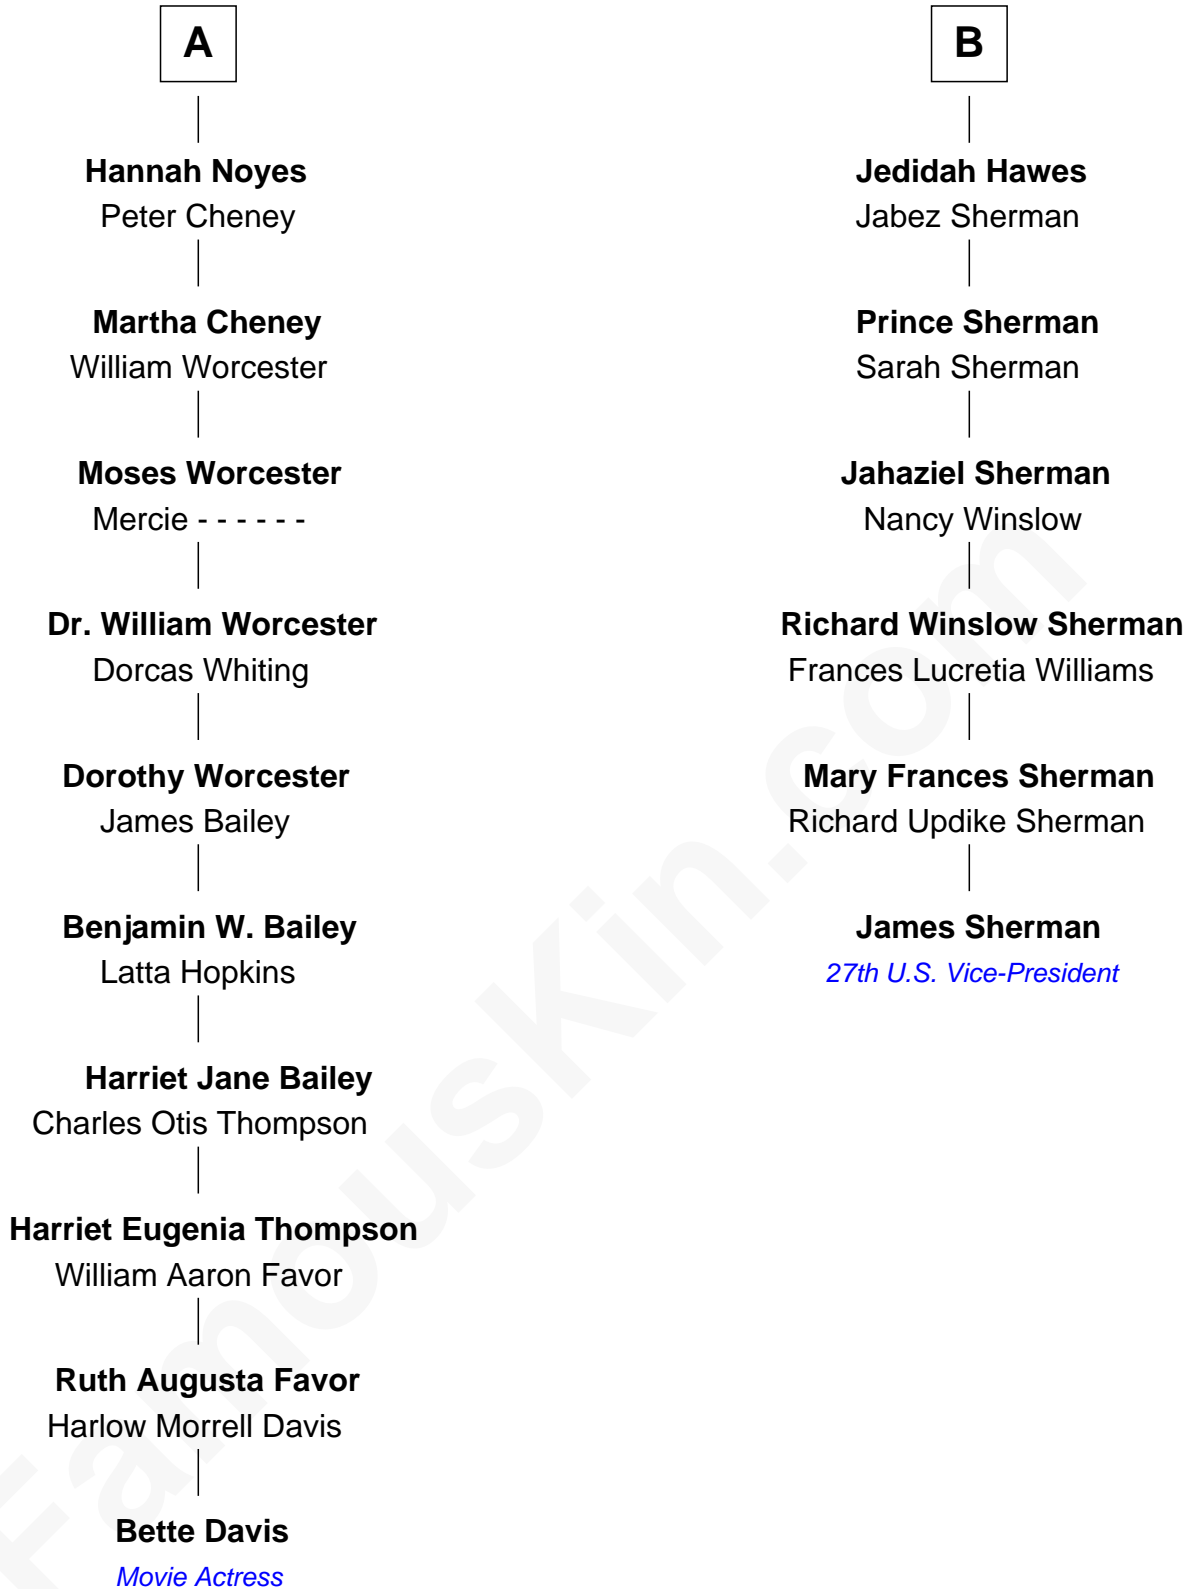 A
Hannah Noyes
Peter Cheney
Martha Cheney
William Worcester
Moses Worcester
Mercie - - - - - -
Dr. William Worcester
Dorcas Whiting
Dorothy Worcester
James Bailey
Benjamin W. Bailey
Latta Hopkins
Harriet Jane Bailey
Charles Otis Thompson
Harriet Eugenia Thompson
William Aaron Favor
Ruth Augusta Favor
Harlow Morrell Davis
Bette Davis
Movie Actress
B
Jedidah Hawes
Jabez Sherman
Prince Sherman
Sarah Sherman
Jahaziel Sherman
Nancy Winslow
Richard Winslow Sherman
Frances Lucretia Williams
Mary Frances Sherman
Richard Updike Sherman
James Sherman
27th U.S. Vice-President
FamousKin.com